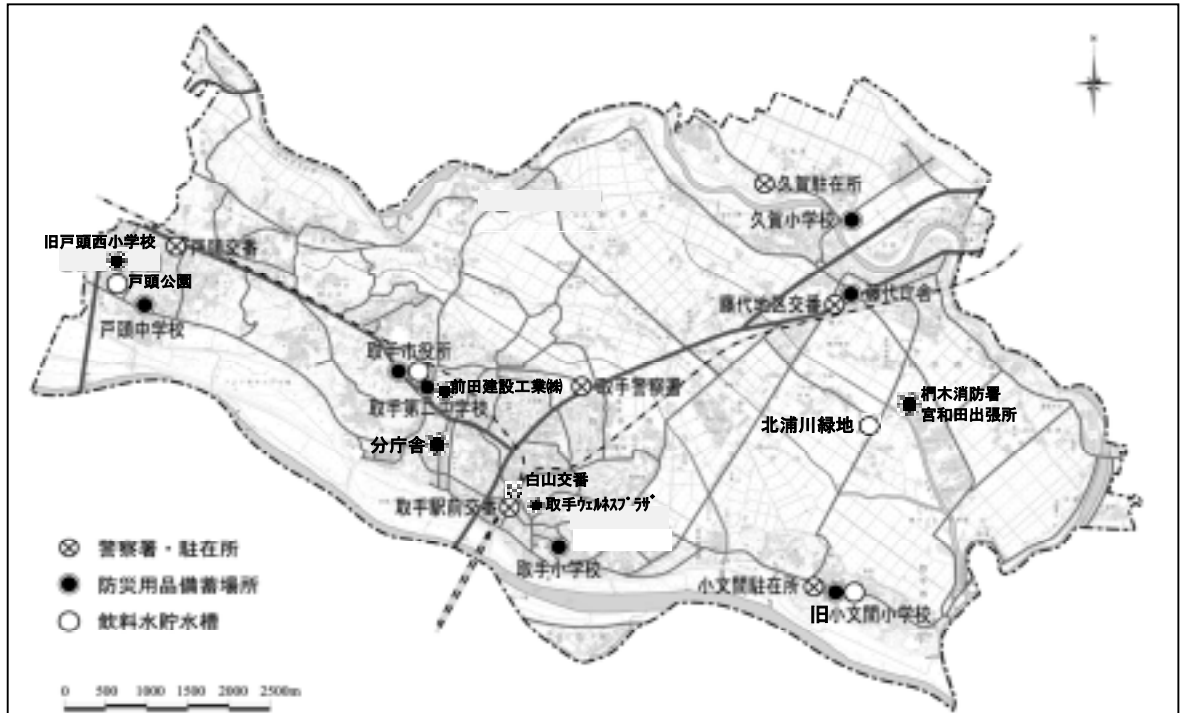 久賀駐在所
久賀小学校
旧戸頭西小学校
戸頭交番
戸頭公園
戸頭中学校
藤代地区交番
藤代庁舎
取手市役所
前田建設工業㈱
取手警察署
取手第二中学校
椚木消防署
宮和田出張所
北浦川緑地
分庁舎
白山交番
取手ウェルネスプラザ
取手駅前交番
取手小学校
小文間駐在所
旧小文間小学校
警察署・駐在所
防災用品備蓄場所
飲料水貯水槽
0 500 1000 1500 2000 2500m